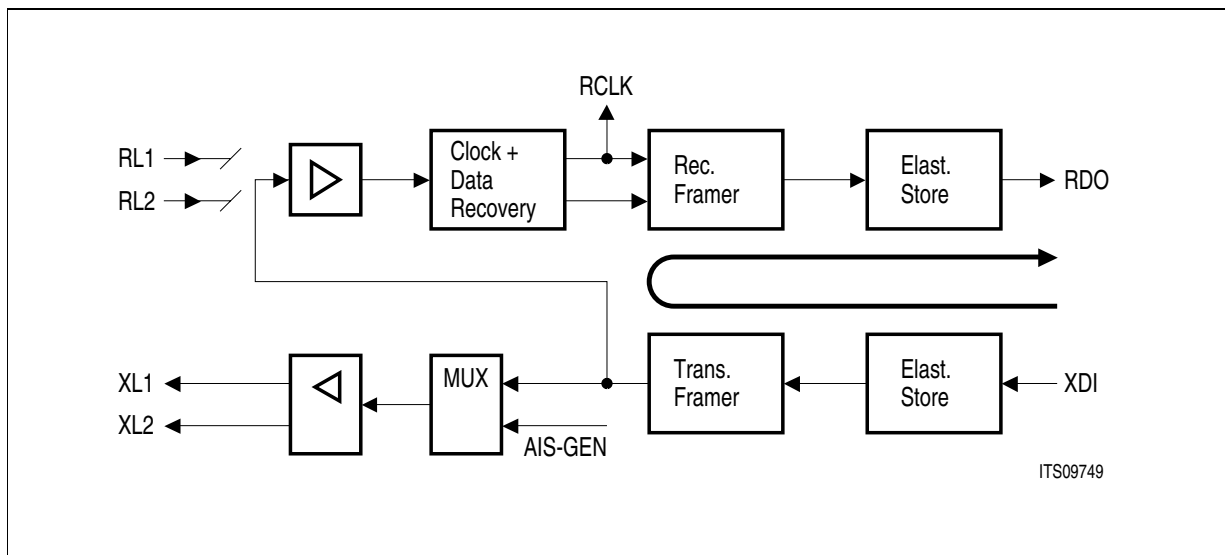 RCLK
RL1
RL2
Clock +
Data
Recovery
Rec.
Framer
Elast.
Store
RDO
XL1
XL2
MUX
AIS-GEN
Trans.
Framer
Elast.
Store
XDI
ITS09749